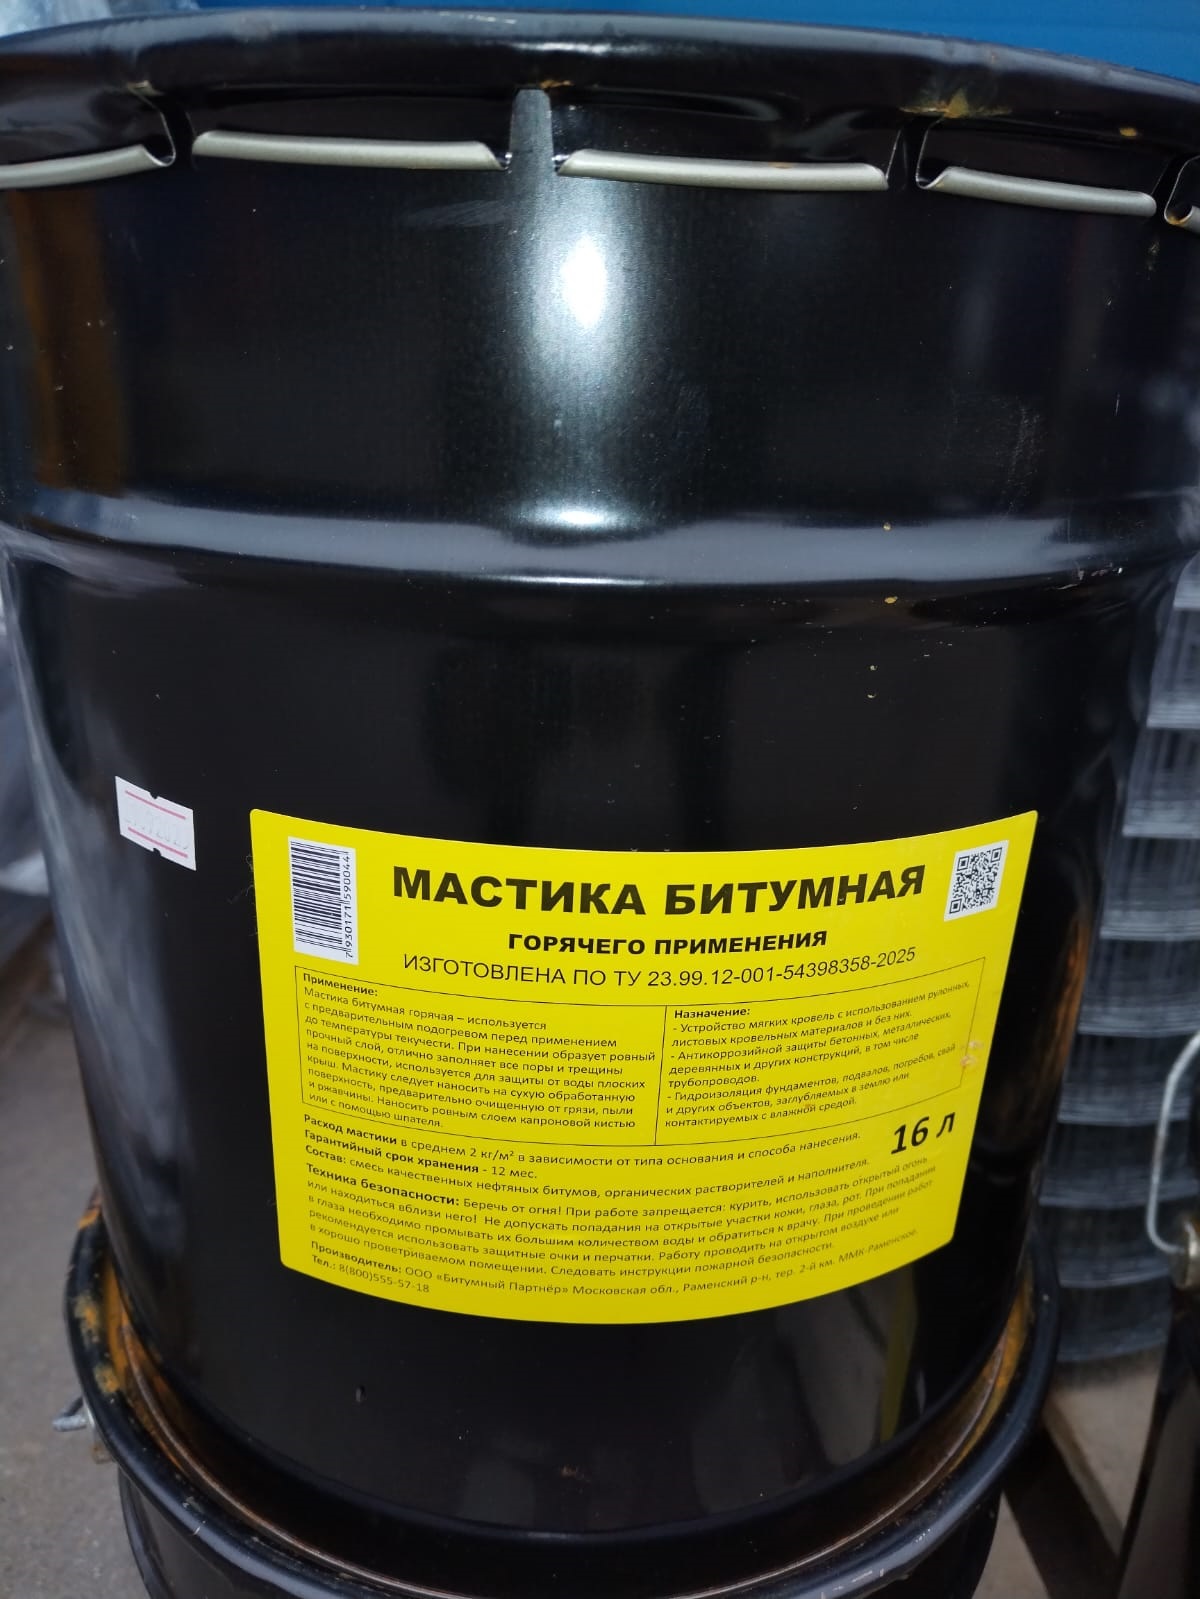 7930171590044
МАСТИКА БИТУМНАЯ
ГОРЯЧЕГО ПРИМЕНЕНИЯ
ИЗГОТОВЛЕНА ПО ТУ 23.99.12-001-54398358-2025
Применение:
Мастика битумная горячая – используется
с предварительным подогревом перед применением
до температуры текучести. При нанесении образует ровный
прочный слой, отлично заполняет все поры и трещины
на поверхности, используется для защиты от воды плоских
крыш. Мастику следует наносить на сухую обработанную
поверхность, предварительно очищенную от грязи, пыли
и ржавчины. Наносить ровным слоем капроновой кистью
или с помощью шпателя.
Назначение:
- Устройство мягких кровель с использованием рулонных,
листовых кровельных материалов и без них.
- Антикоррозийной защиты бетонных, металлических,
деревянных и других конструкций, в том числе
трубопроводов.
- Гидроизоляция фундаментов, подвалов, погребов, свай
и других объектов, заглубляемых в землю или
контактируемых с влажной средой.
Расход мастики в среднем 2 кг/м² в зависимости от типа основания и способа нанесения.
Гарантийный срок хранения - 12 мес.
Состав: смесь качественных нефтяных битумов, органических растворителей и наполнителя.
16 л
Техника безопасности: Беречь от огня! При работе запрещается: курить, использовать открытый огонь
или находиться вблизи него! Не допускать попадания на открытые участки кожи, глаза, рот. При попадании
в глаза необходимо промывать их большим количеством воды и обратиться к врачу. При проведении работ
рекомендуется использовать защитные очки и перчатки. Работу проводить на открытом воздухе или
в хорошо проветриваемом помещении. Следовать инструкции пожарной безопасности.
Производитель: ООО «Битумный Партнёр» Московская обл., Раменский р-н, тер. 2-й км. ММК-Раменское.
Тел.: 8(800)555-57-18